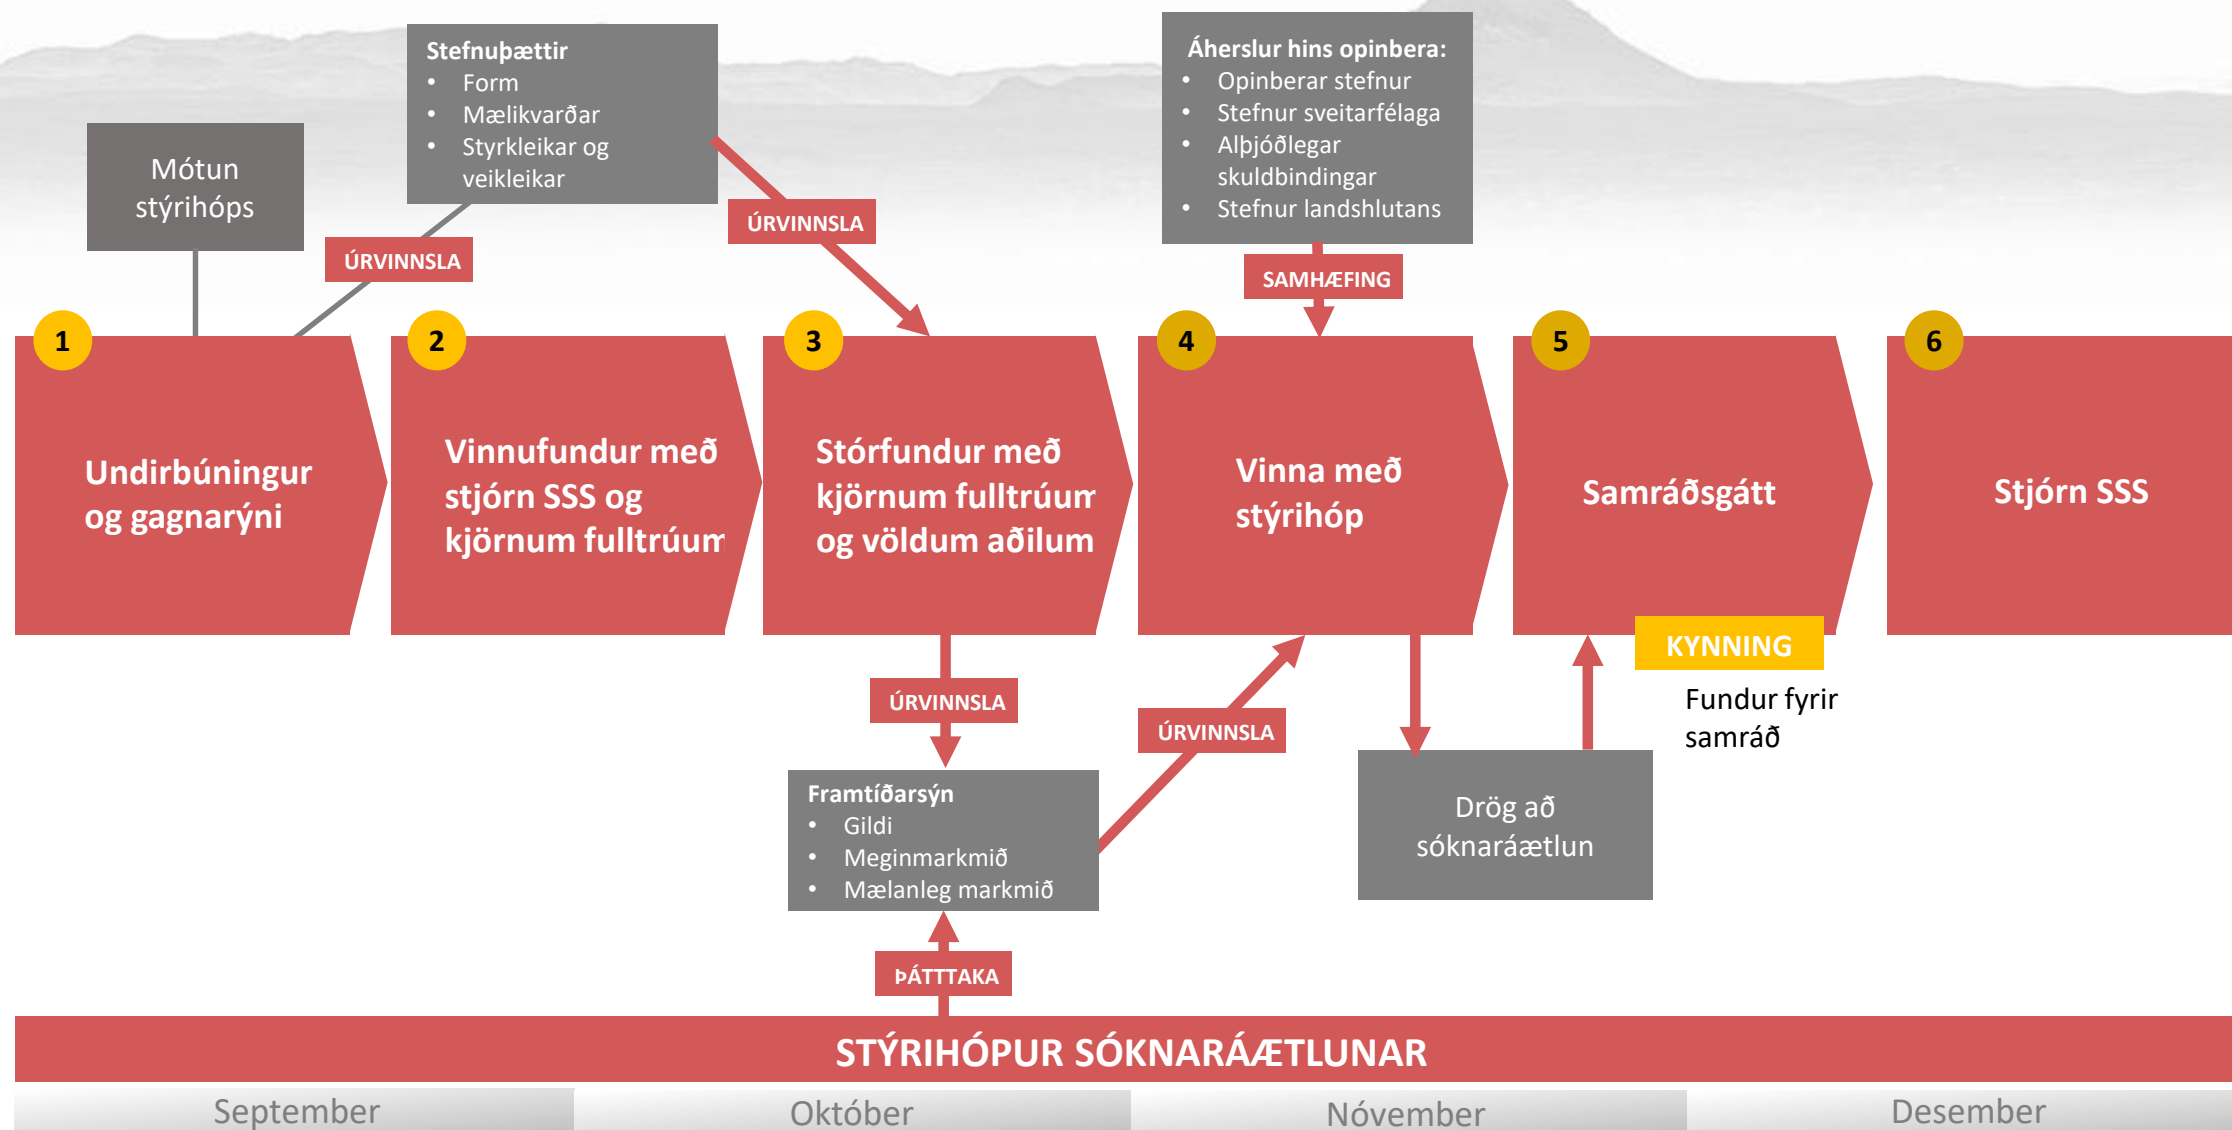 Stefnuþættir
• Form
• Mælikvarðar
• Styrkleikar og
veikleikar
Áherslur hins opinbera:
• Opinberar stefnur
• Stefnur sveitarfélaga
• Alþjóðlegar
skuldbindingar
• Stefnur landshlutans
Mótun
stýrihóps
ÚRVINNSLA
ÚRVINNSLA
SAMHÆFING
1
2
3
4
5
6
Undirbúningur
og gagnarýni
Vinnufundur með
stjórn SSS og
kjörnum fulltrúum
Stórfundur með
kjörnum fulltrúum
og völdum aðilum
Vinna með
stýrihóp
Samráðsgátt
Stjórn SSS
KYNNING
Fundur fyrir
samráð
ÚRVINNSLA
ÚRVINNSLA
Framtíðarsýn
• Gildi
• Meginmarkmið
• Mælanleg markmið
Drög að
sóknaráætlun
ÞÁTTTAKA
STÝRIHÓPUR SÓKNARÁÆTLUNAR
September
Október
Nóvember
Desember